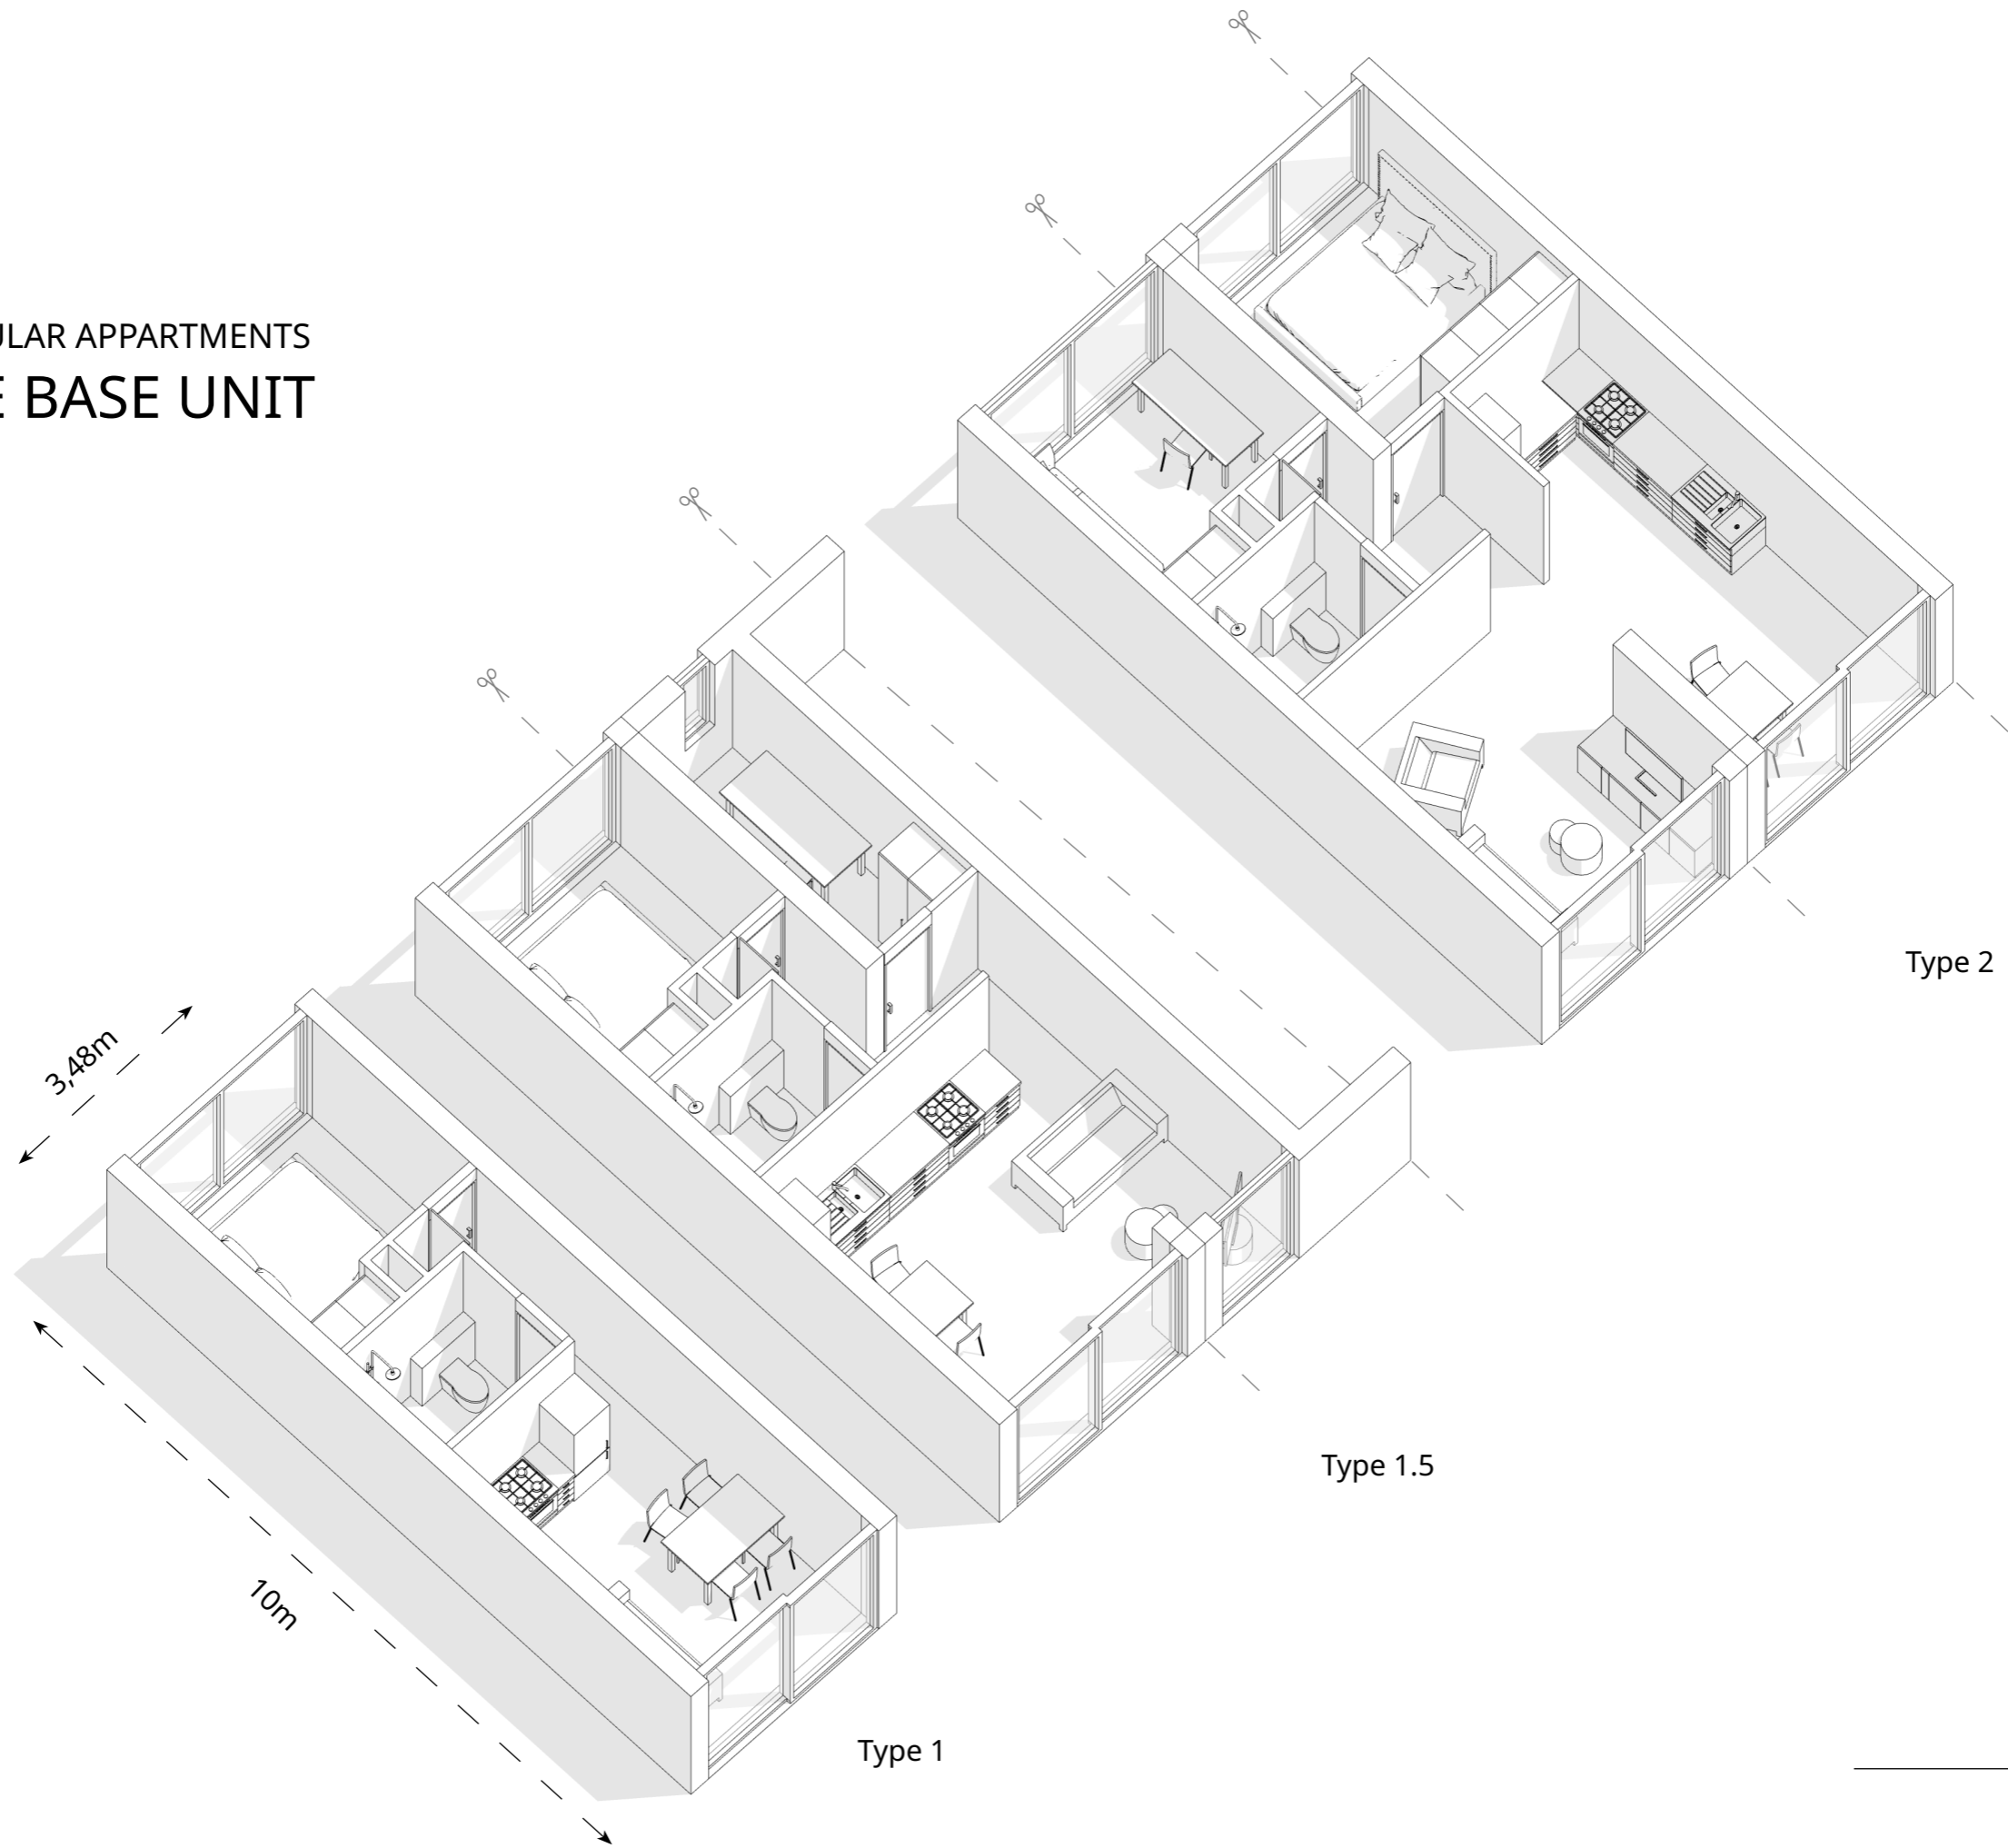 ULAR APPARTMENTS
E BASE UNIT
3,48m
10m
Type 1
Type 1.5
Type 2